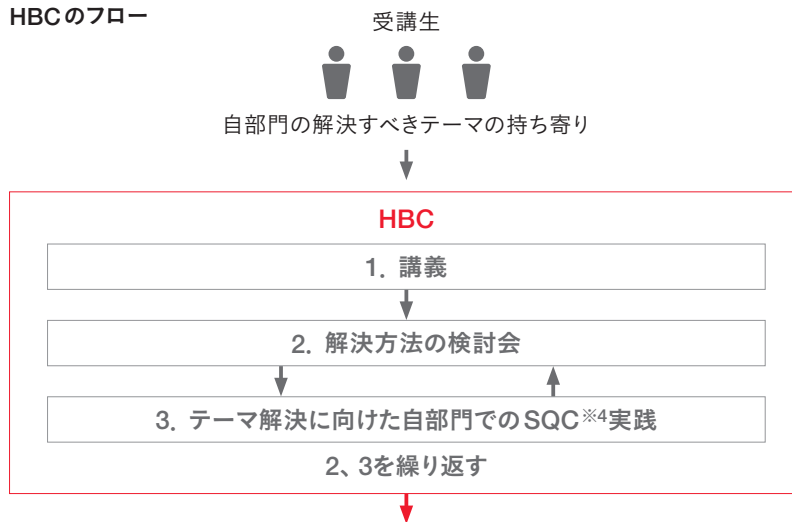 HBCのフロー
受講生
自部門の解決すべきテーマの持ち寄り
HBC
1. 講義
2. 解決方法の検討会
3. テーマ解決に向けた自部門でのSQC※4実践
2、3を繰り返す